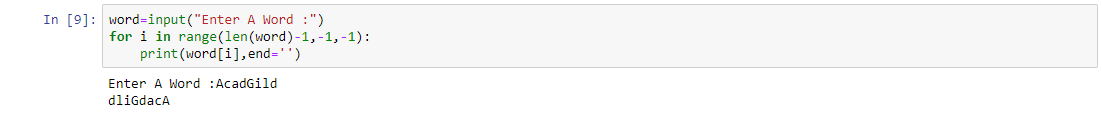 In [9]: word=input("Enter A Word :")
for i in range(len(word)-1,-1,-1):
    print(word[i],end='')
Enter A Word :AcadGild
dliGdacA